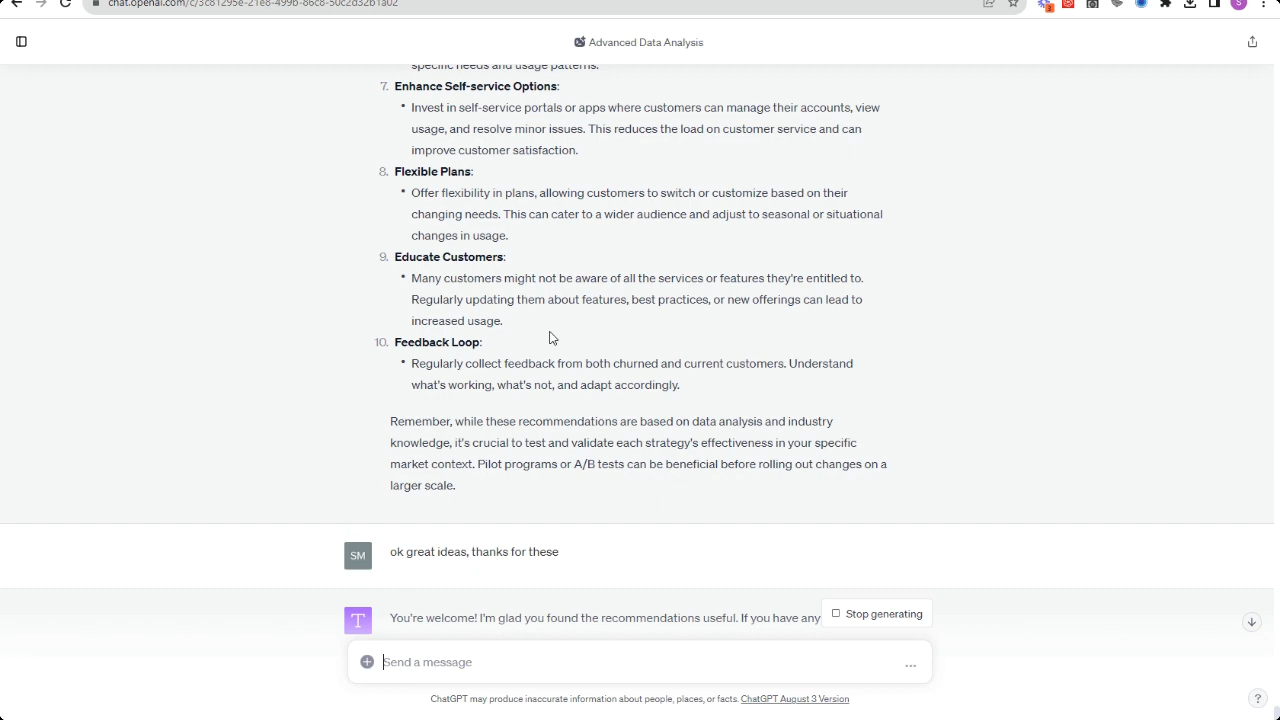 chat.openai.com/c/3c81295e-21e8-499b-86c8-50c2d32b1a02
3
S
Advanced Data Analysis
specific needs and usage patterns.
7. Enhance Self-service Options:
• Invest in self-service portals or apps where customers can manage their accounts, view
usage, and resolve minor issues. This reduces the load on customer service and can
improve customer satisfaction.
8. Flexible Plans:
• Offer flexibility in plans, allowing customers to switch or customize based on their
changing needs. This can cater to a wider audience and adjust to seasonal or situational
changes in usage.
9. Educate Customers:
• Many customers might not be aware of all the services or features they're entitled to.
Regularly updating them about features, best practices, or new offerings can lead to
increased usage.
10. Feedback Loop:
• Regularly collect feedback from both churned and current customers. Understand
what's working, what's not, and adapt accordingly.
Remember, while these recommendations are based on data analysis and industry
knowledge, it's crucial to test and validate each strategy's effectiveness in your specific
market context. Pilot programs or A/B tests can be beneficial before rolling out changes on a
larger scale.
SM
ok great ideas, thanks for these
T
You're welcome! I'm glad you found the recommendations useful. If you have any
Stop generating
Send a message
...
ChatGPT may produce inaccurate information about people, places, or facts. ChatGPT August 3 Version
?